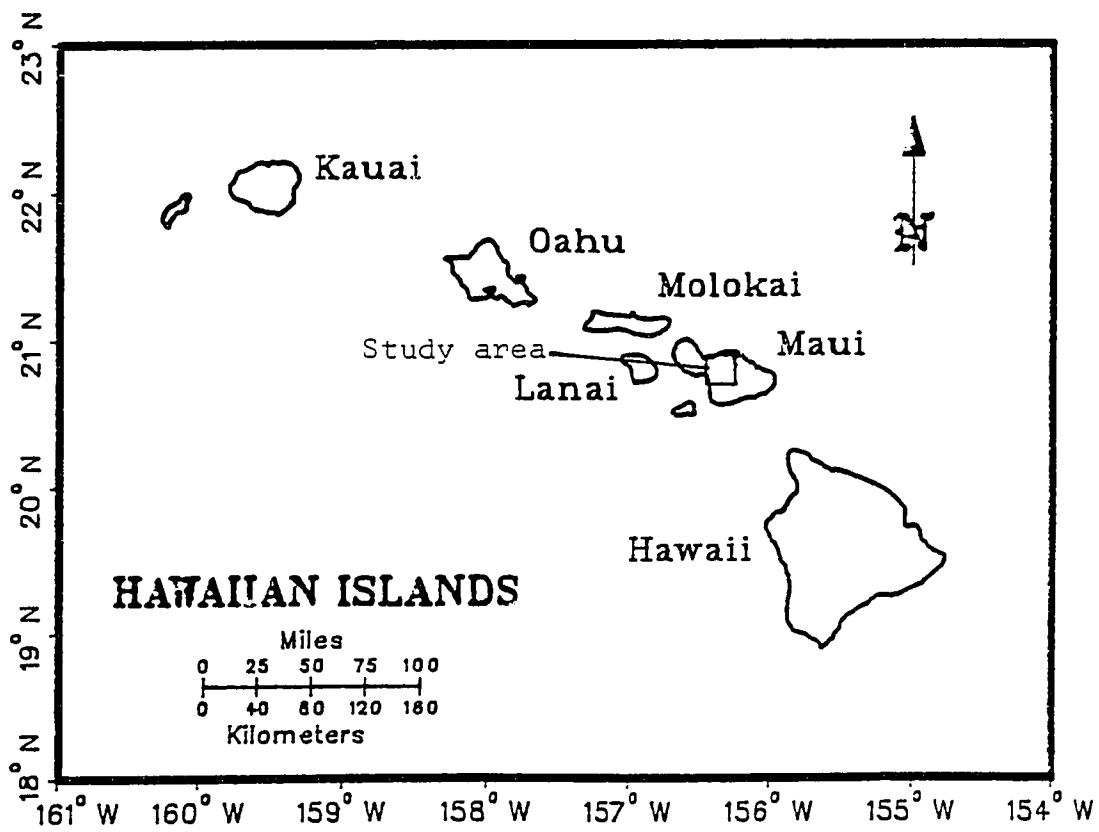 23° N
22° N
21° N
20° N
19° N
18° N
Kauai
Oahu
Molokai
Study area
Maui
Lanai
Hawaii
N
HAWAIIAN ISLANDS
Miles
0 25 50 75 100
0 40 80 120 160
Kilometers
161° W 160° W 159° W 158° W 157° W 156° W 155° W 154° W